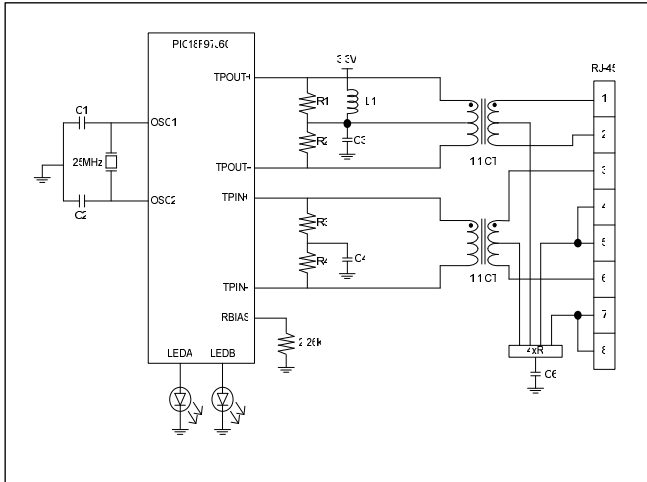 PIC18F97J60
3.3V
RJ-45
TPOUT+
C1
R1
L1
1
OSC1
2
R2
C3
25MHz
TPOUT–
1:1 CT
3
TPIN+
OSC2
4
C2
R3
5
R4
C4
1:1 CT
6
TPIN-
7
RBIAS
2.26k
4xR
8
LEDA
LEDB
C6